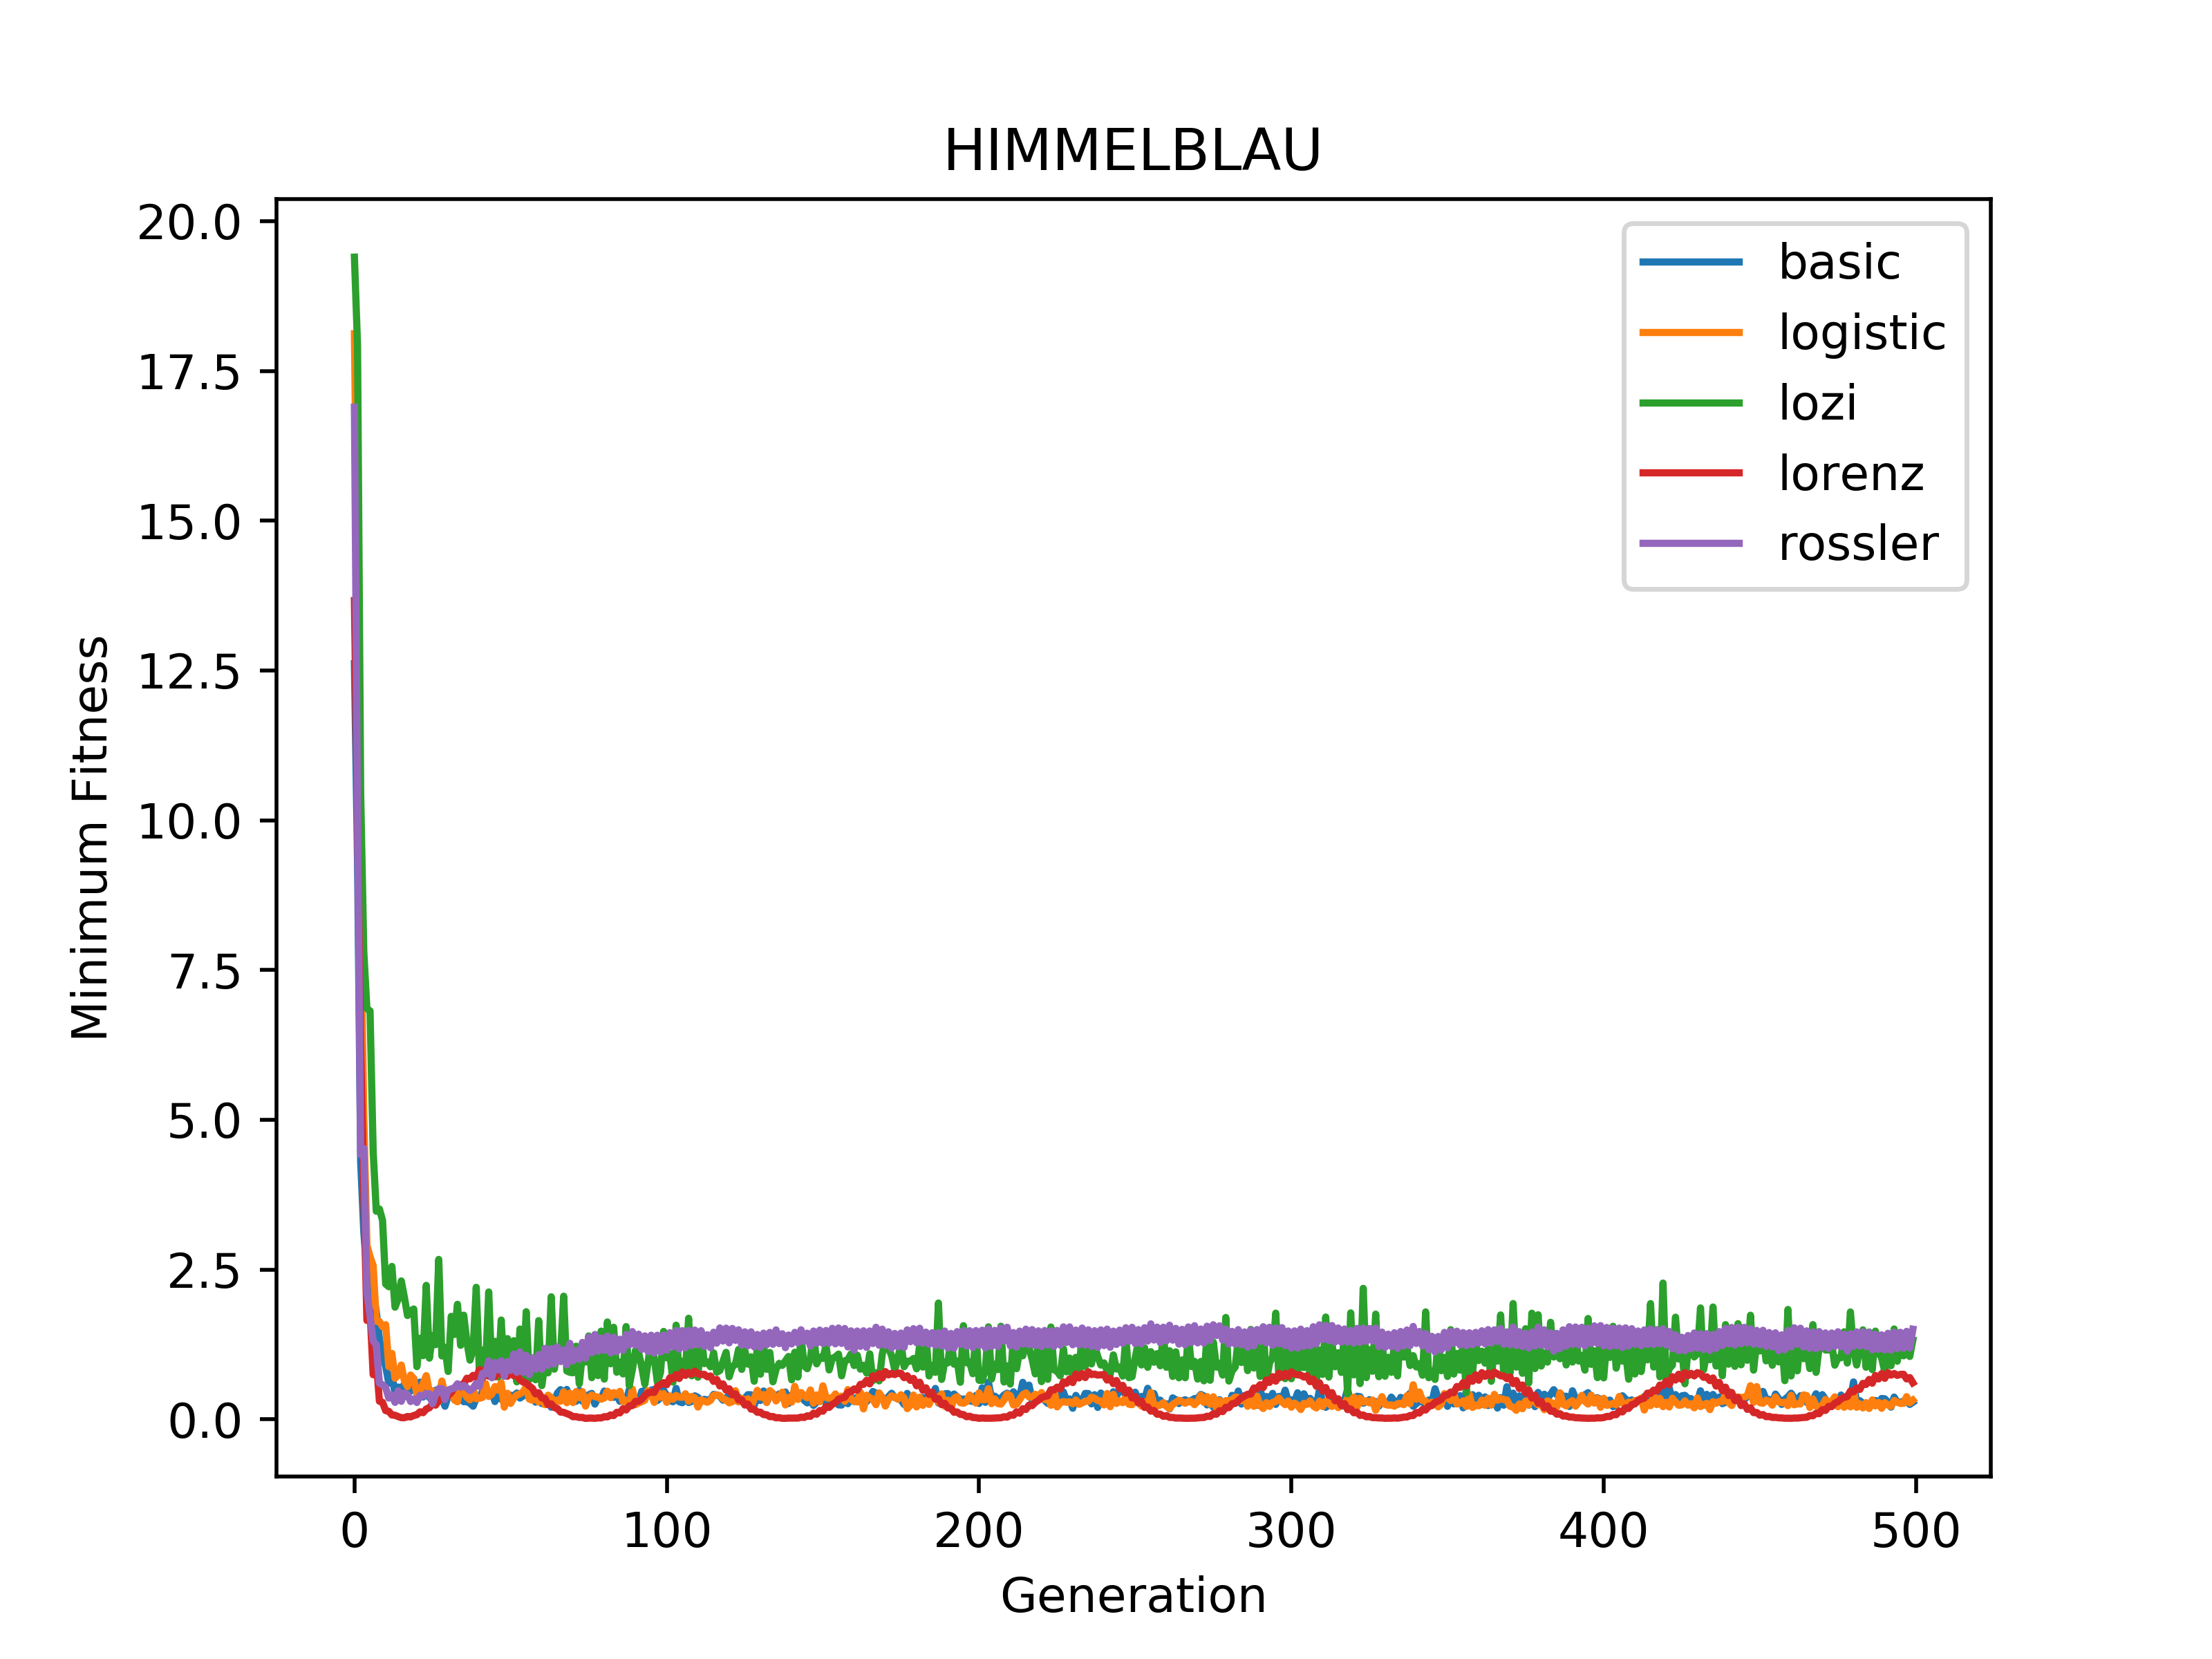 HIMMELBLAU
20.0
17.5
15.0
12.5
10.0
7.5
5.0
2.5
0.0
Minimum Fitness
basic
logistic
lozi
lorenz
rossler
0 100 200 300 400 500
Generation